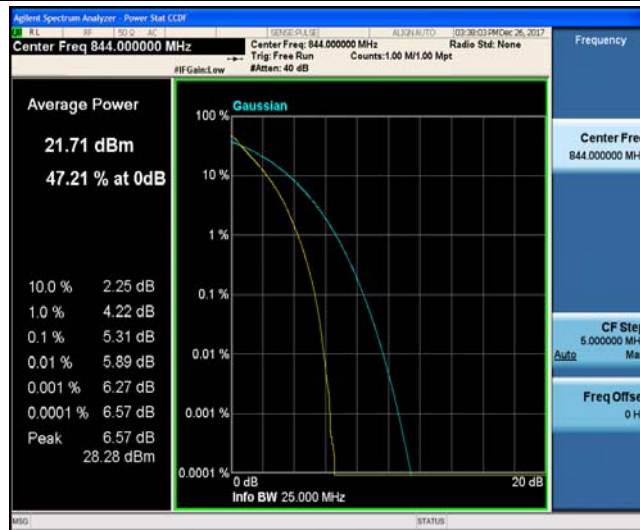 Agilent Spectrum Analyzer - Power Stat CCDF
RL RF 50 Ω AC SENSE:PULSE ALIGN AUTO 03:38:03 PM Dec 26, 2017
Center Freq 844.000000 MHz
Center Freq: 844.000000 MHz Radio Std: None
Trig: Free Run Counts:1.00 M/1.00 Mpt
#IFGain:Low #Atten: 40 dB
Frequency
Average Power
21.71 dBm
47.21 % at 0dB
10.0 % 2.25 dB
1.0 % 4.22 dB
0.1 % 5.31 dB
0.01 % 5.89 dB
0.001 % 6.27 dB
0.0001 % 6.57 dB
Peak 6.57 dB
28.28 dBm
Gaussian
100 %
10 %
1 %
0.1 %
0.01 %
0.001 %
0.0001 %
0 dB 20 dB
Info BW 25.000 MHz
Center Fre
844.000000 MH
CF Ste
5.000000 MH
Auto Ma
Freq Offse
0 H
MSG STATUS